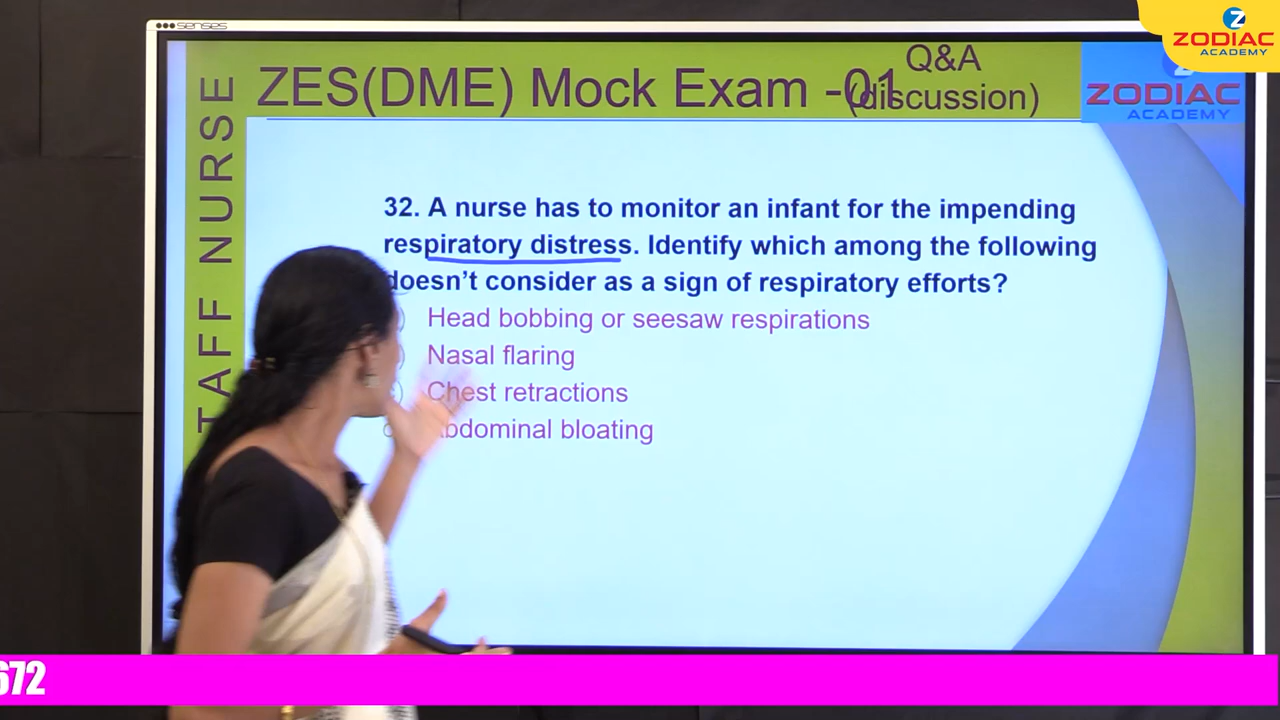 senses
ZODIAC
ACADEMY
TAFF NURSE
ZES(DME) Mock Exam -01
Q&A
(discussion)
ZODIAC
ACADEMY
32. A nurse has to monitor an infant for the impending
respiratory distress. Identify which among the following
doesn’t consider as a sign of respiratory efforts?
Head bobbing or seesaw respirations
Nasal flaring
Chest retractions
bdominal bloating
672